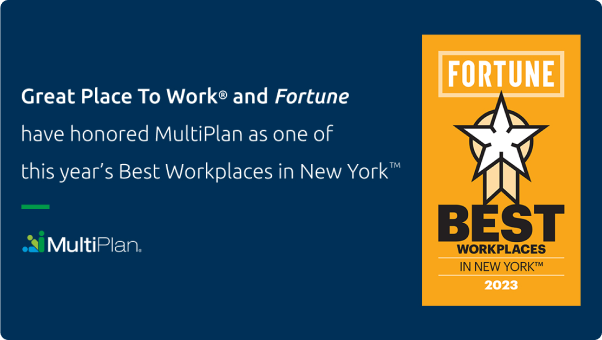 Great Place To Work® and Fortune
have honored MultiPlan as one of
this year’s Best Workplaces in New York™
MultiPlan®
FORTUNE
BEST
WORKPLACES
IN NEW YORK™
2023